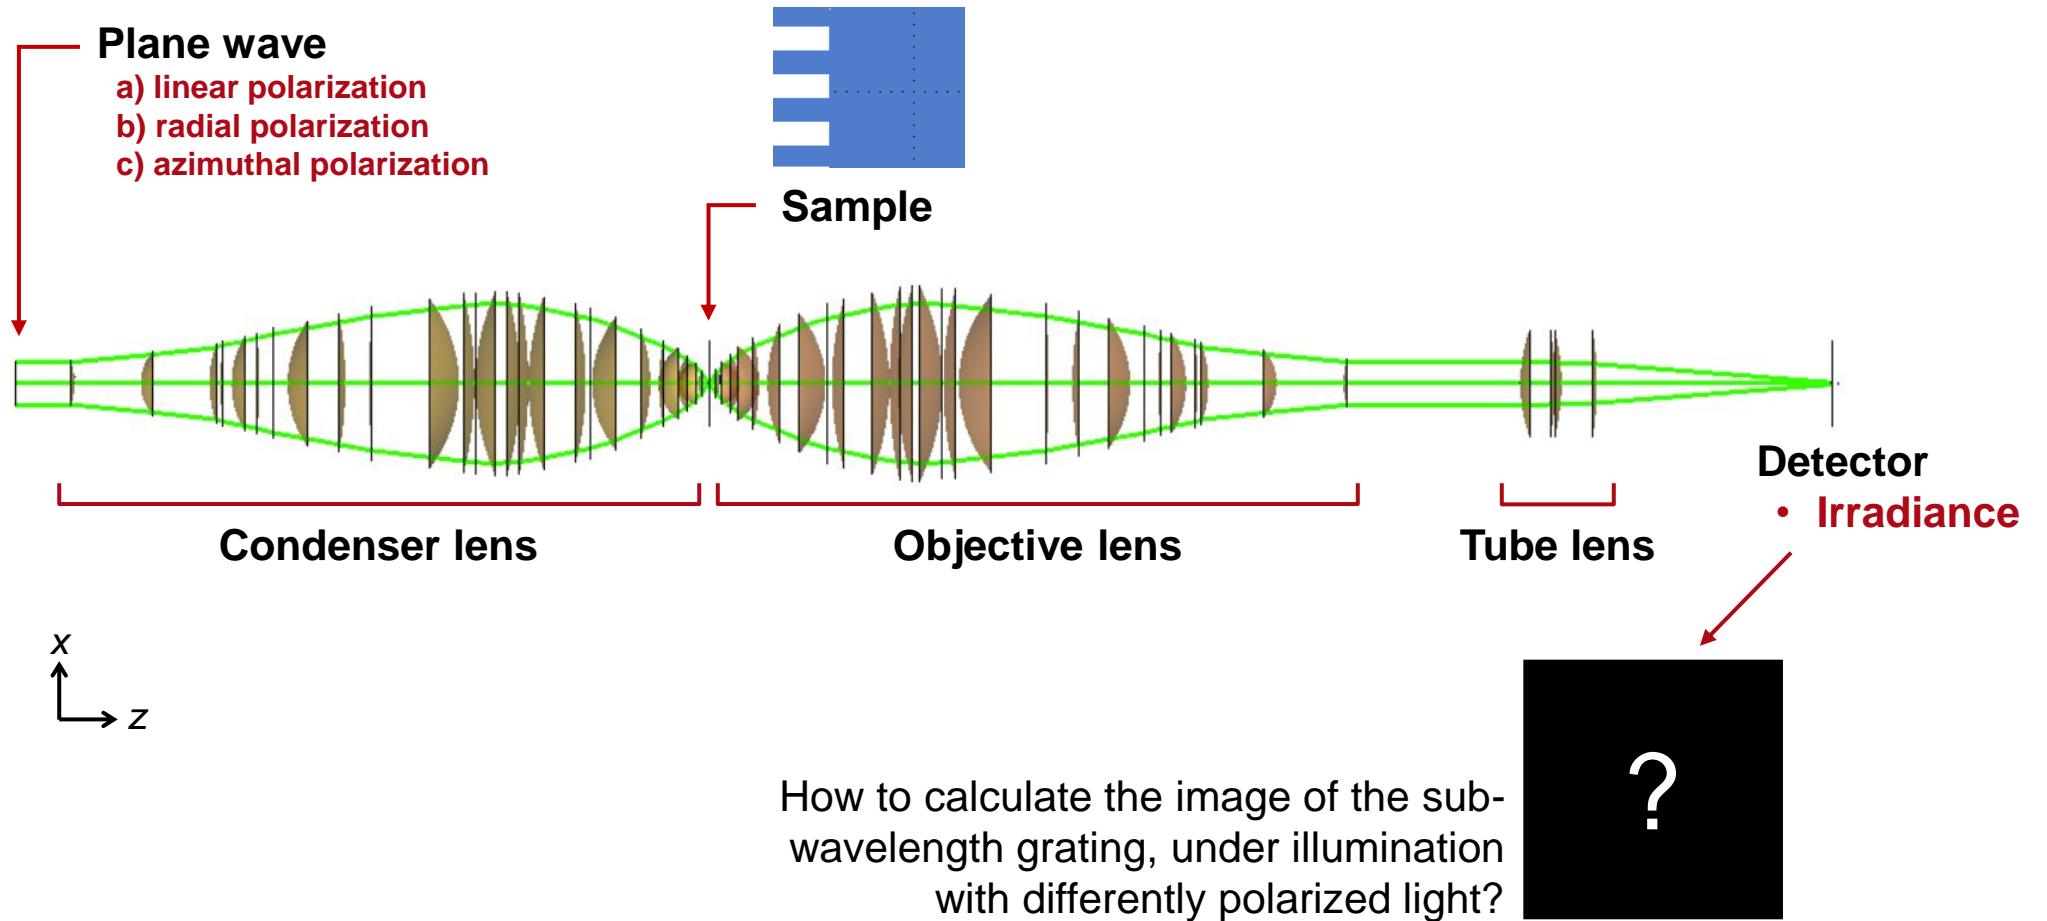 Plane wave
a) linear polarization
b) radial polarization
c) azimuthal polarization
Sample
Condenser lens
Objective lens
Tube lens
Detector
• Irradiance
x
z
How to calculate the image of the sub-
wavelength grating, under illumination
with differently polarized light?
?